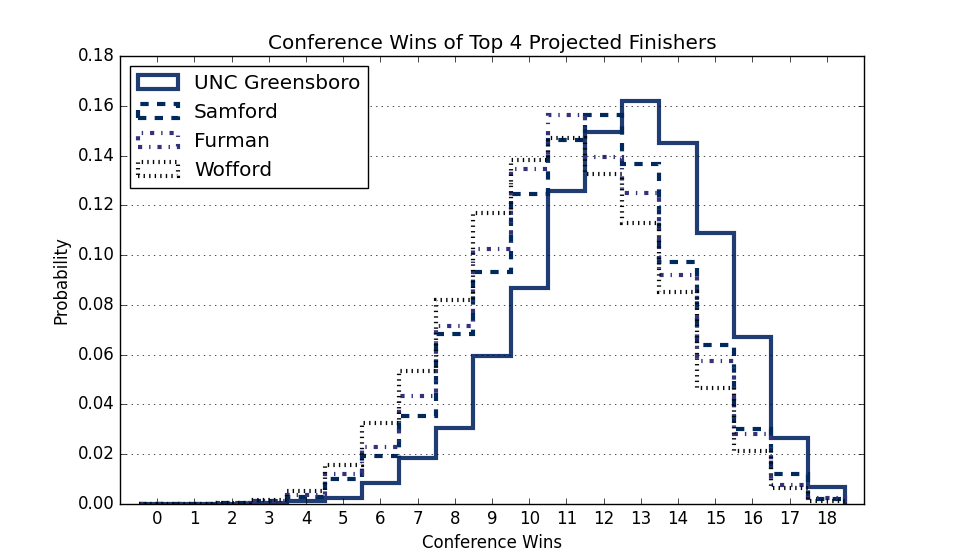 Conference Wins of Top 4 Projected Finishers
0.18
0.16
0.14
0.12
0.10
0.08
0.06
0.04
0.02
0.00
Probability
UNC Greensboro
Samford
Furman
Wofford
0 1 2 3 4 5 6 7 8 9 10 11 12 13 14 15 16 17 18
Conference Wins